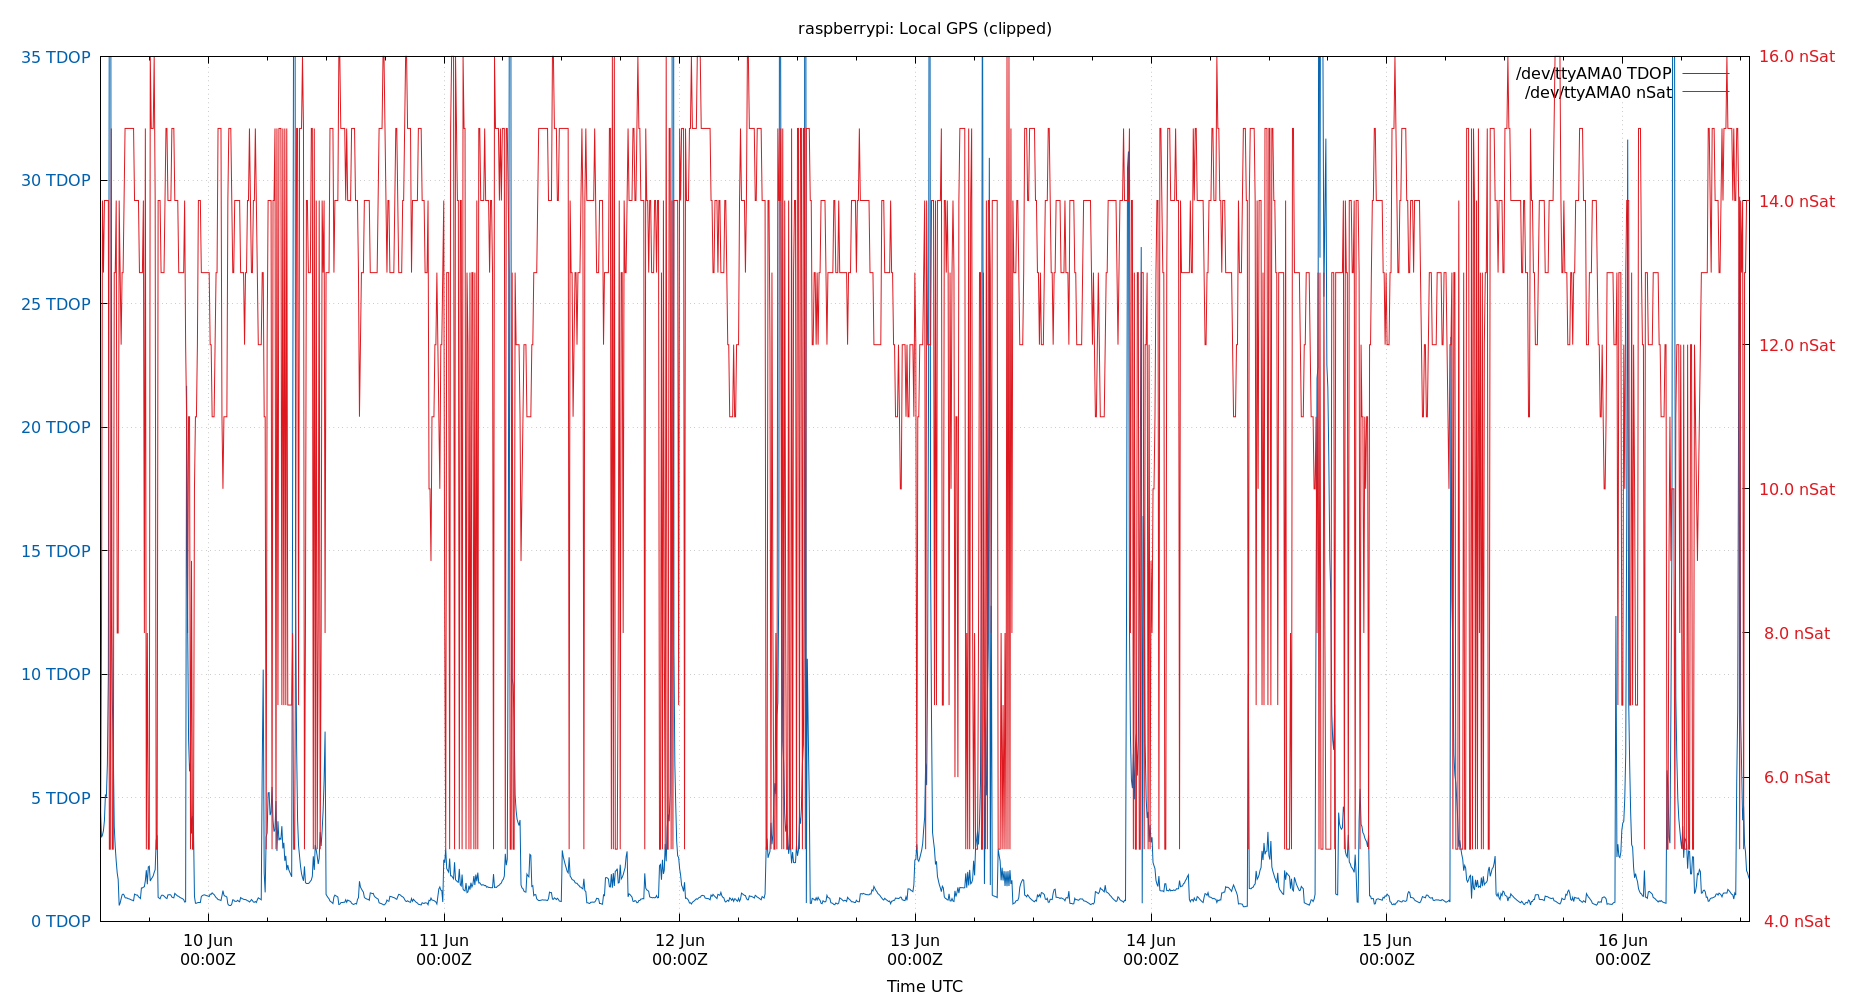 raspberrypi: Local GPS (clipped)
35 TDOP
30 TDOP
25 TDOP
20 TDOP
15 TDOP
10 TDOP
5 TDOP
0 TDOP
16.0 nSat
14.0 nSat
12.0 nSat
10.0 nSat
8.0 nSat
6.0 nSat
4.0 nSat
/dev/ttyAMA0 TDOP
/dev/ttyAMA0 nSat
10 Jun
00:00Z
11 Jun
00:00Z
12 Jun
00:00Z
13 Jun
00:00Z
14 Jun
00:00Z
15 Jun
00:00Z
16 Jun
00:00Z
Time UTC